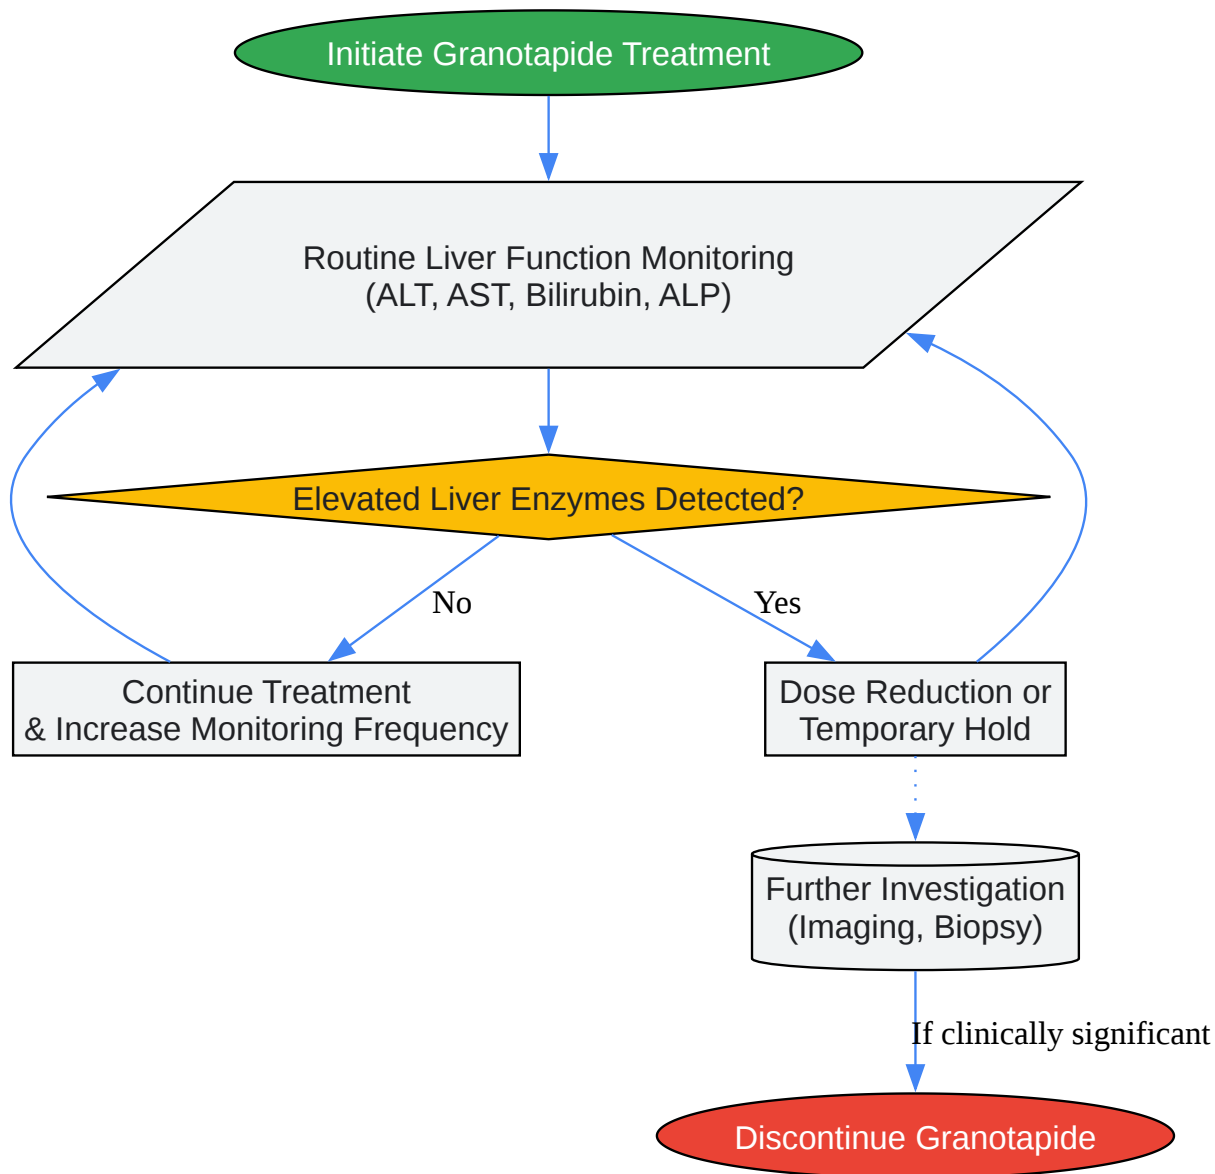 Initiate Granotapide Treatment
Routine Liver Function Monitoring
(ALT, AST, Bilirubin, ALP)
Elevated Liver Enzymes Detected?
No
Yes
Continue Treatment
& Increase Monitoring Frequency
Dose Reduction or
Temporary Hold
Further Investigation
(Imaging, Biopsy)
If clinically significant
Discontinue Granotapide